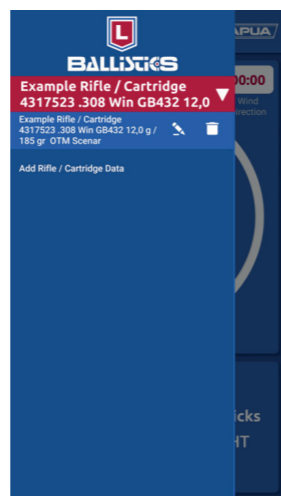 L
BALLISTICS
Example Rifle / Cartridge
4317523 .308 Win GB432 12,0
Example Rifle / Cartridge
4317523 .308 Win GB432 12,0 g /
185 gr OTM Scenar
Add Rifle / Cartridge Data
APUA
00:00
Wind
irection
icks
HT